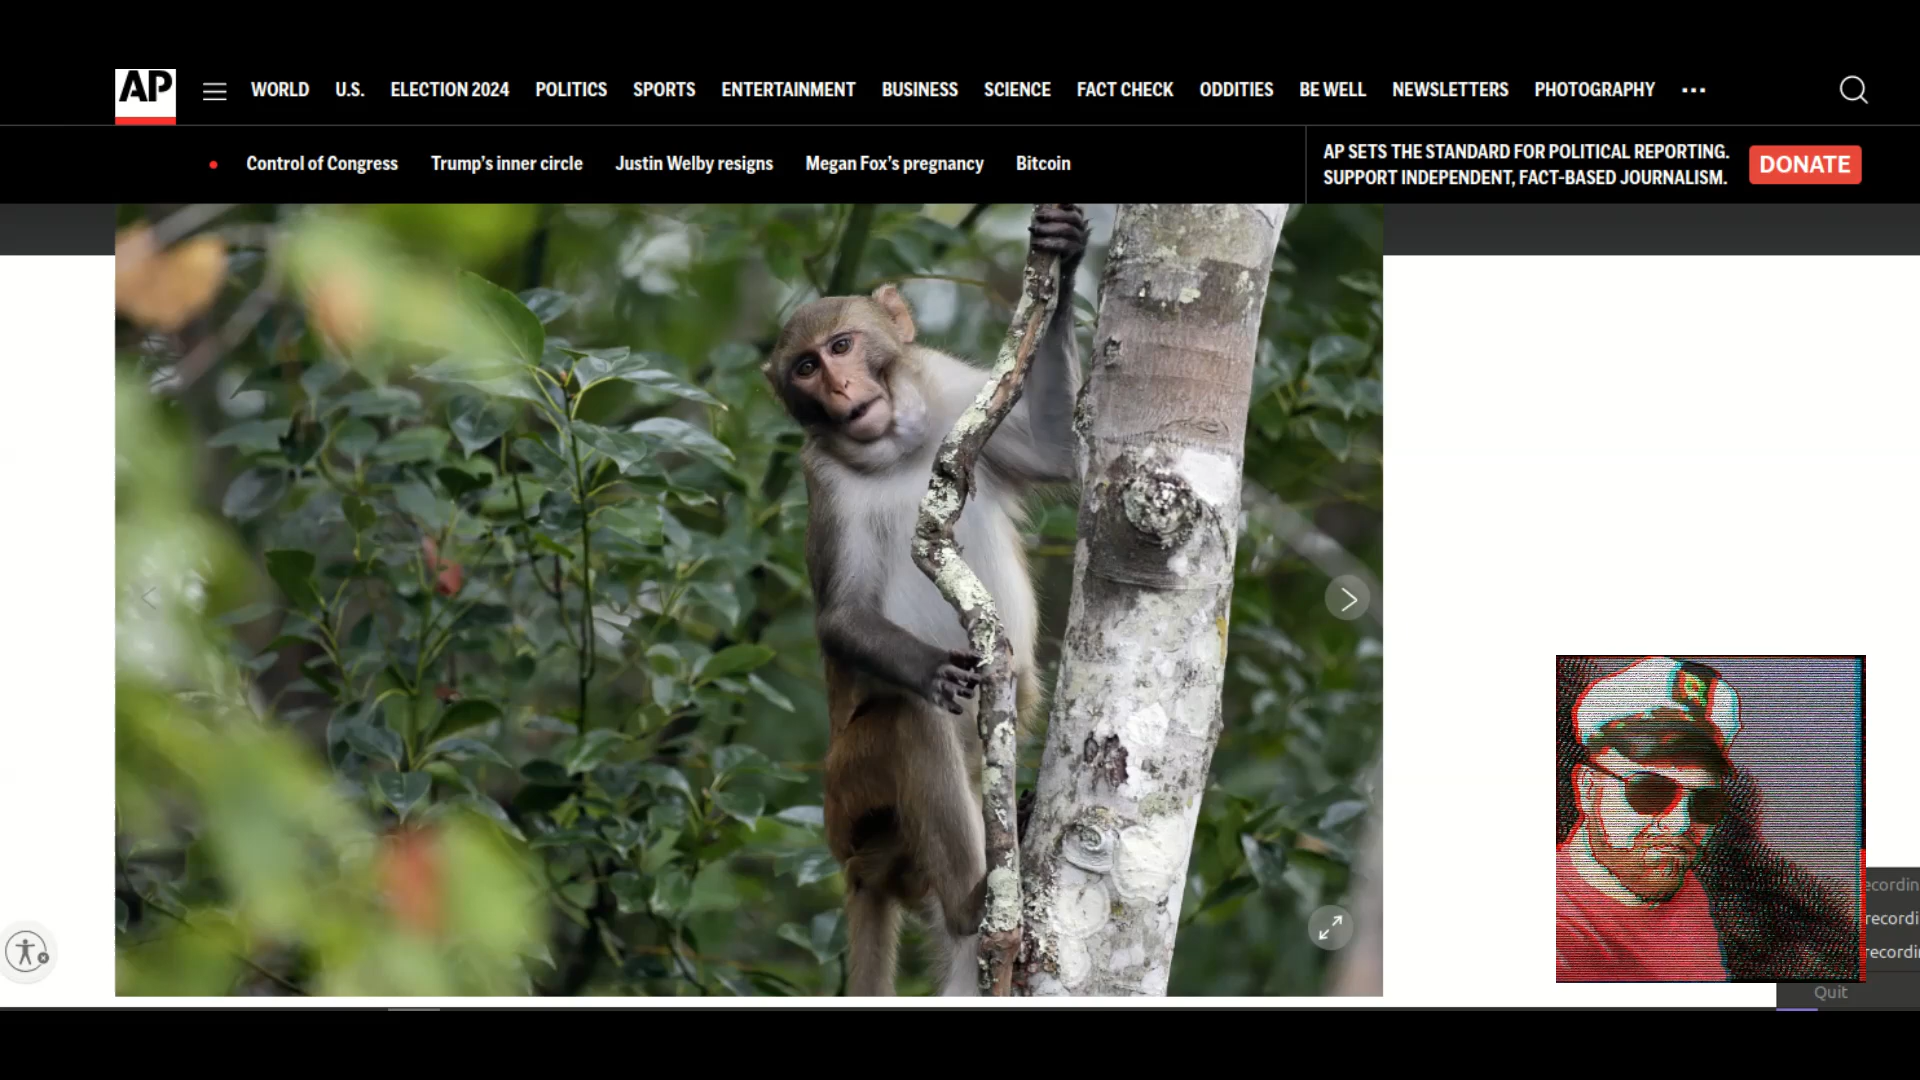 AP
WORLD U.S. ELECTION 2024 POLITICS SPORTS ENTERTAINMENT BUSINESS SCIENCE FACT CHECK ODDITIES BE WELL NEWSLETTERS PHOTOGRAPHY
Control of Congress Trump's inner circle Justin Welby resigns Megan Fox's pregnancy Bitcoin
AP SETS THE STANDARD FOR POLITICAL REPORTING.
SUPPORT INDEPENDENT, FACT-BASED JOURNALISM.
DONATE
Quit